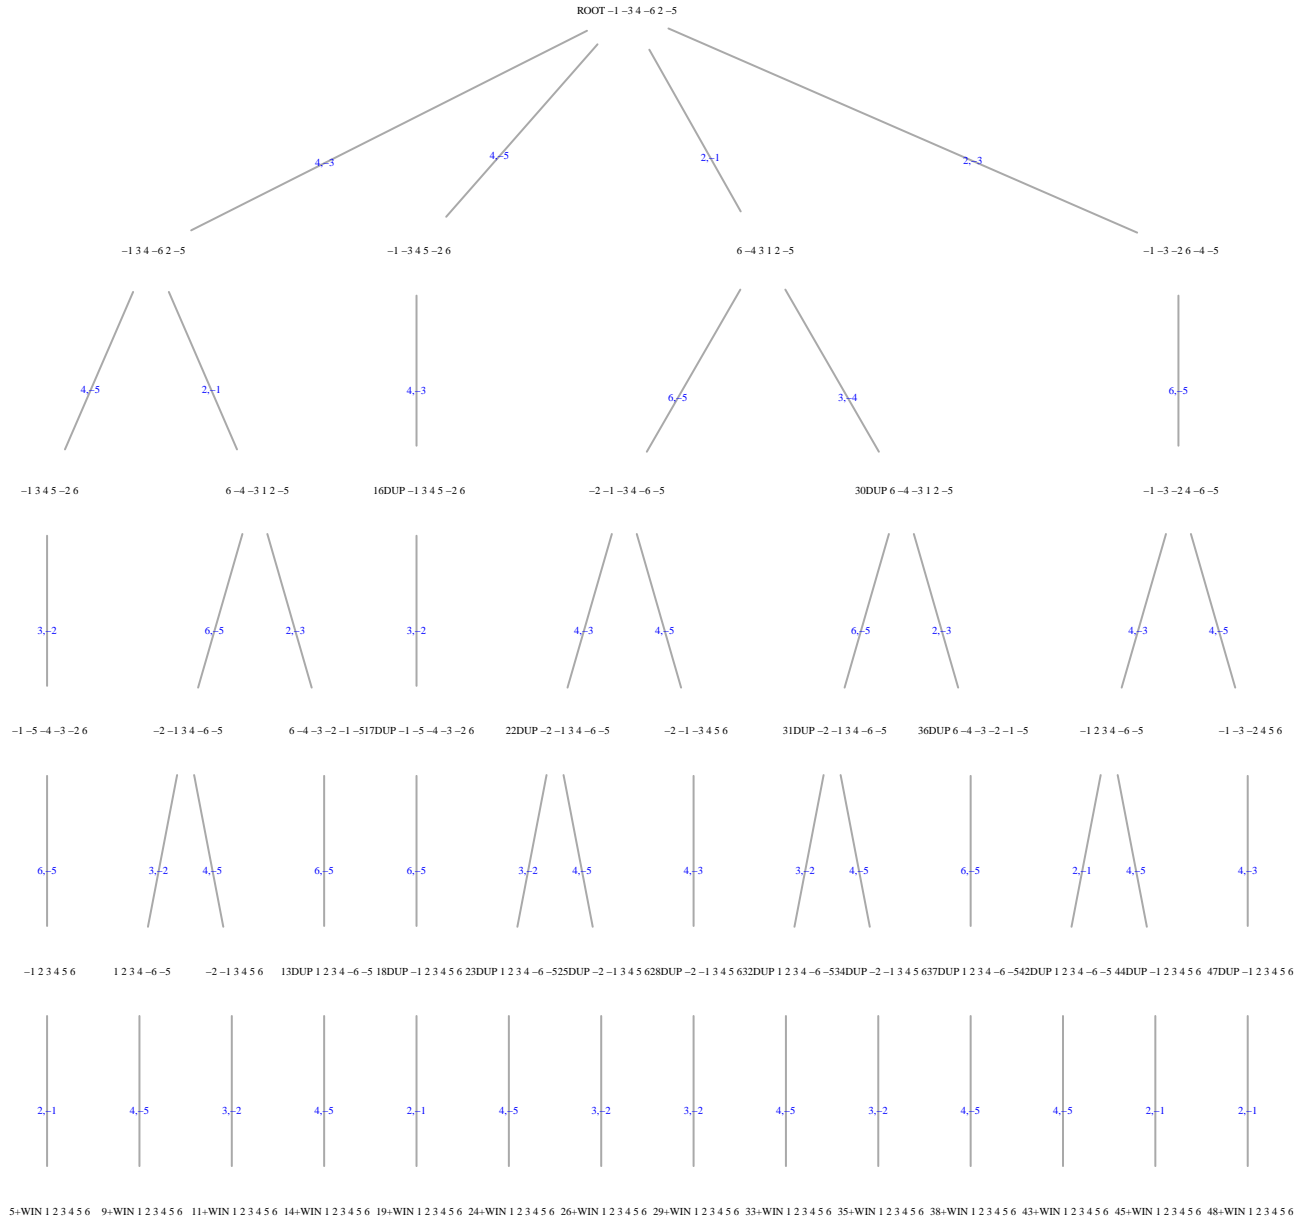 ROOT −1 −3 4 −6 2 −5
4,−3
4,−5
2,−1
2,−3
−1 3 4 −6 2 −5
−1 −3 4 5 −2 6
6 −4 3 1 2 −5
−1 −3 −2 6 −4 −5
4,−5
2,−1
4,−3
6,−5
3,−4
6,−5
−1 3 4 5 −2 6
6 −4 −3 1 2 −5
16DUP −1 3 4 5 −2 6
−2 −1 −3 4 −6 −5
30DUP 6 −4 −3 1 2 −5
−1 −3 −2 4 −6 −5
3,−2
6,−5
2,−3
3,−2
4,−3
4,−5
6,−5
2,−3
4,−3
4,−5
−1 −5 −4 −3 −2 6
−2 −1 3 4 −6 −5
6 −4 −3 −2 −1 −5
17DUP −1 −5 −4 −3 −2 6
22DUP −2 −1 3 4 −6 −5
−2 −1 −3 4 5 6
31DUP −2 −1 3 4 −6 −5
36DUP 6 −4 −3 −2 −1 −5
−1 2 3 4 −6 −5
−1 −3 −2 4 5 6
6,−5
3,−2
4,−5
6,−5
6,−5
3,−2
4,−5
4,−3
3,−2
4,−5
6,−5
2,−1
4,−5
4,−3
−1 2 3 4 5 6
1 2 3 4 −6 −5
−2 −1 3 4 5 6
13DUP 1 2 3 4 −6 −5
18DUP −1 2 3 4 5 6
23DUP 1 2 3 4 −6 −5
25DUP −2 −1 3 4 5 6
28DUP −2 −1 3 4 5 6
32DUP 1 2 3 4 −6 −5
34DUP −2 −1 3 4 5 6
37DUP 1 2 3 4 −6 −5
42DUP 1 2 3 4 −6 −5
44DUP −1 2 3 4 5 6
47DUP −1 2 3 4 5 6
2,−1
4,−5
3,−2
4,−5
2,−1
4,−5
3,−2
3,−2
4,−5
3,−2
4,−5
4,−5
2,−1
2,−1
5+WIN 1 2 3 4 5 6
9+WIN 1 2 3 4 5 6
11+WIN 1 2 3 4 5 6
14+WIN 1 2 3 4 5 6
19+WIN 1 2 3 4 5 6
24+WIN 1 2 3 4 5 6
26+WIN 1 2 3 4 5 6
29+WIN 1 2 3 4 5 6
33+WIN 1 2 3 4 5 6
35+WIN 1 2 3 4 5 6
38+WIN 1 2 3 4 5 6
43+WIN 1 2 3 4 5 6
45+WIN 1 2 3 4 5 6
48+WIN 1 2 3 4 5 6